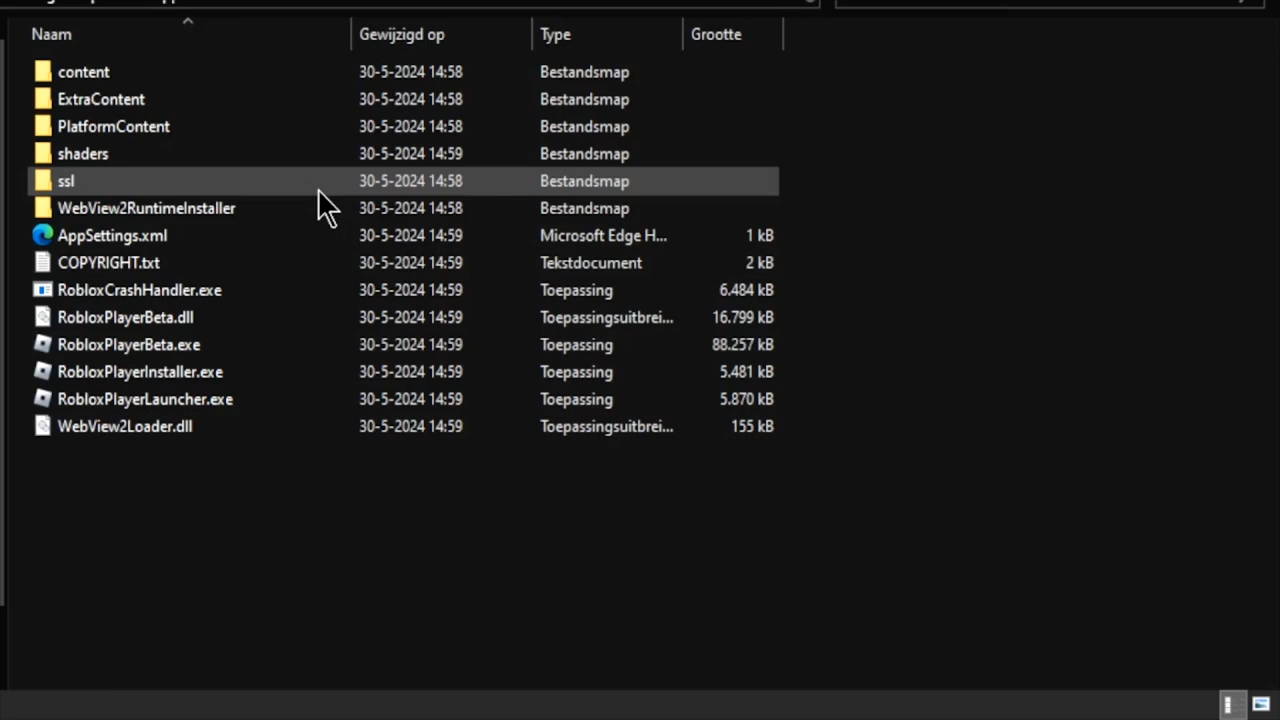 Naam Gewijzigd op Type Grootte
content 30-5-2024 14:58 Bestandsmap
ExtraContent 30-5-2024 14:58 Bestandsmap
PlatformContent 30-5-2024 14:58 Bestandsmap
shaders 30-5-2024 14:59 Bestandsmap
ssl 30-5-2024 14:58 Bestandsmap
WebView2RuntimeInstaller 30-5-2024 14:58 Bestandsmap
AppSettings.xml 30-5-2024 14:59 Microsoft Edge H... 1 kB
COPYRIGHT.txt 30-5-2024 14:59 Tekstdocument 2 kB
RobloxCrashHandler.exe 30-5-2024 14:59 Toepassing 6.484 kB
RobloxPlayerBeta.dll 30-5-2024 14:59 Toepassingsuitbrei... 16.799 kB
RobloxPlayerBeta.exe 30-5-2024 14:59 Toepassing 88.257 kB
RobloxPlayerInstaller.exe 30-5-2024 14:59 Toepassing 5.481 kB
RobloxPlayerLauncher.exe 30-5-2024 14:59 Toepassing 5.870 kB
WebView2Loader.dll 30-5-2024 14:59 Toepassingsuitbrei... 155 kB